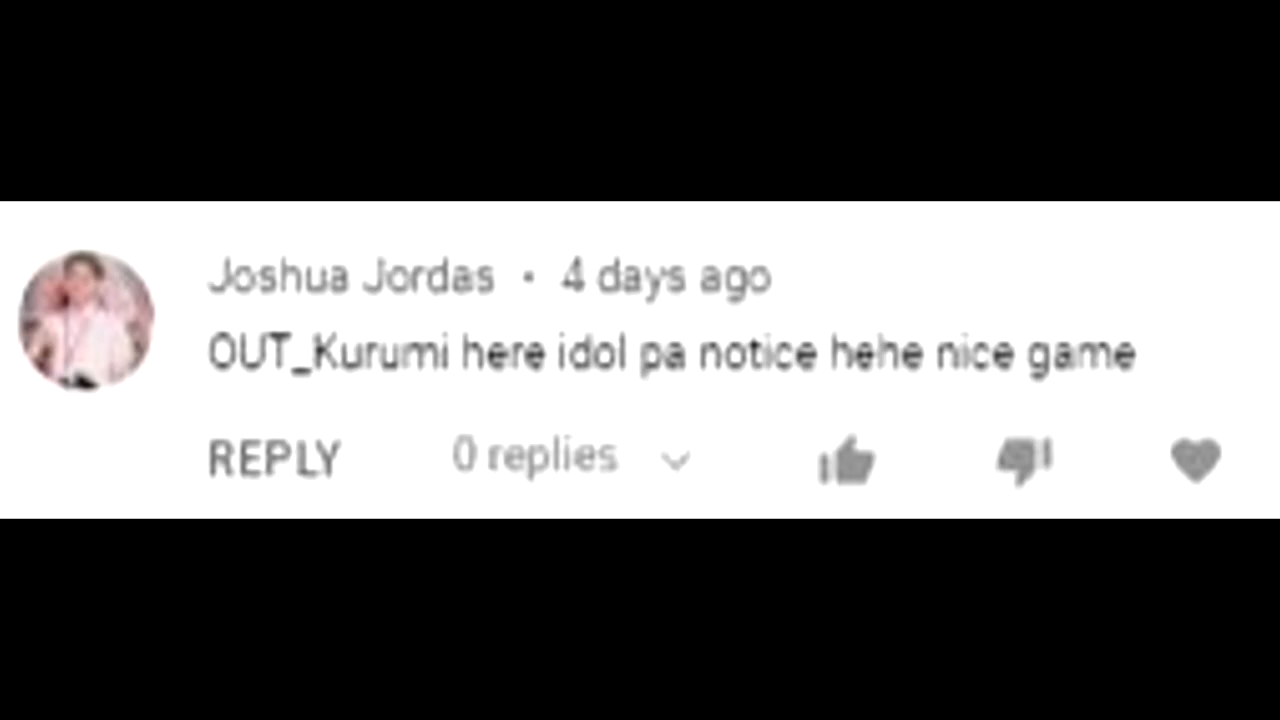 Joshua Jordas • 4 days ago
OUT_Kurumi here idol pa notice hehe nice game
REPLY 0 replies